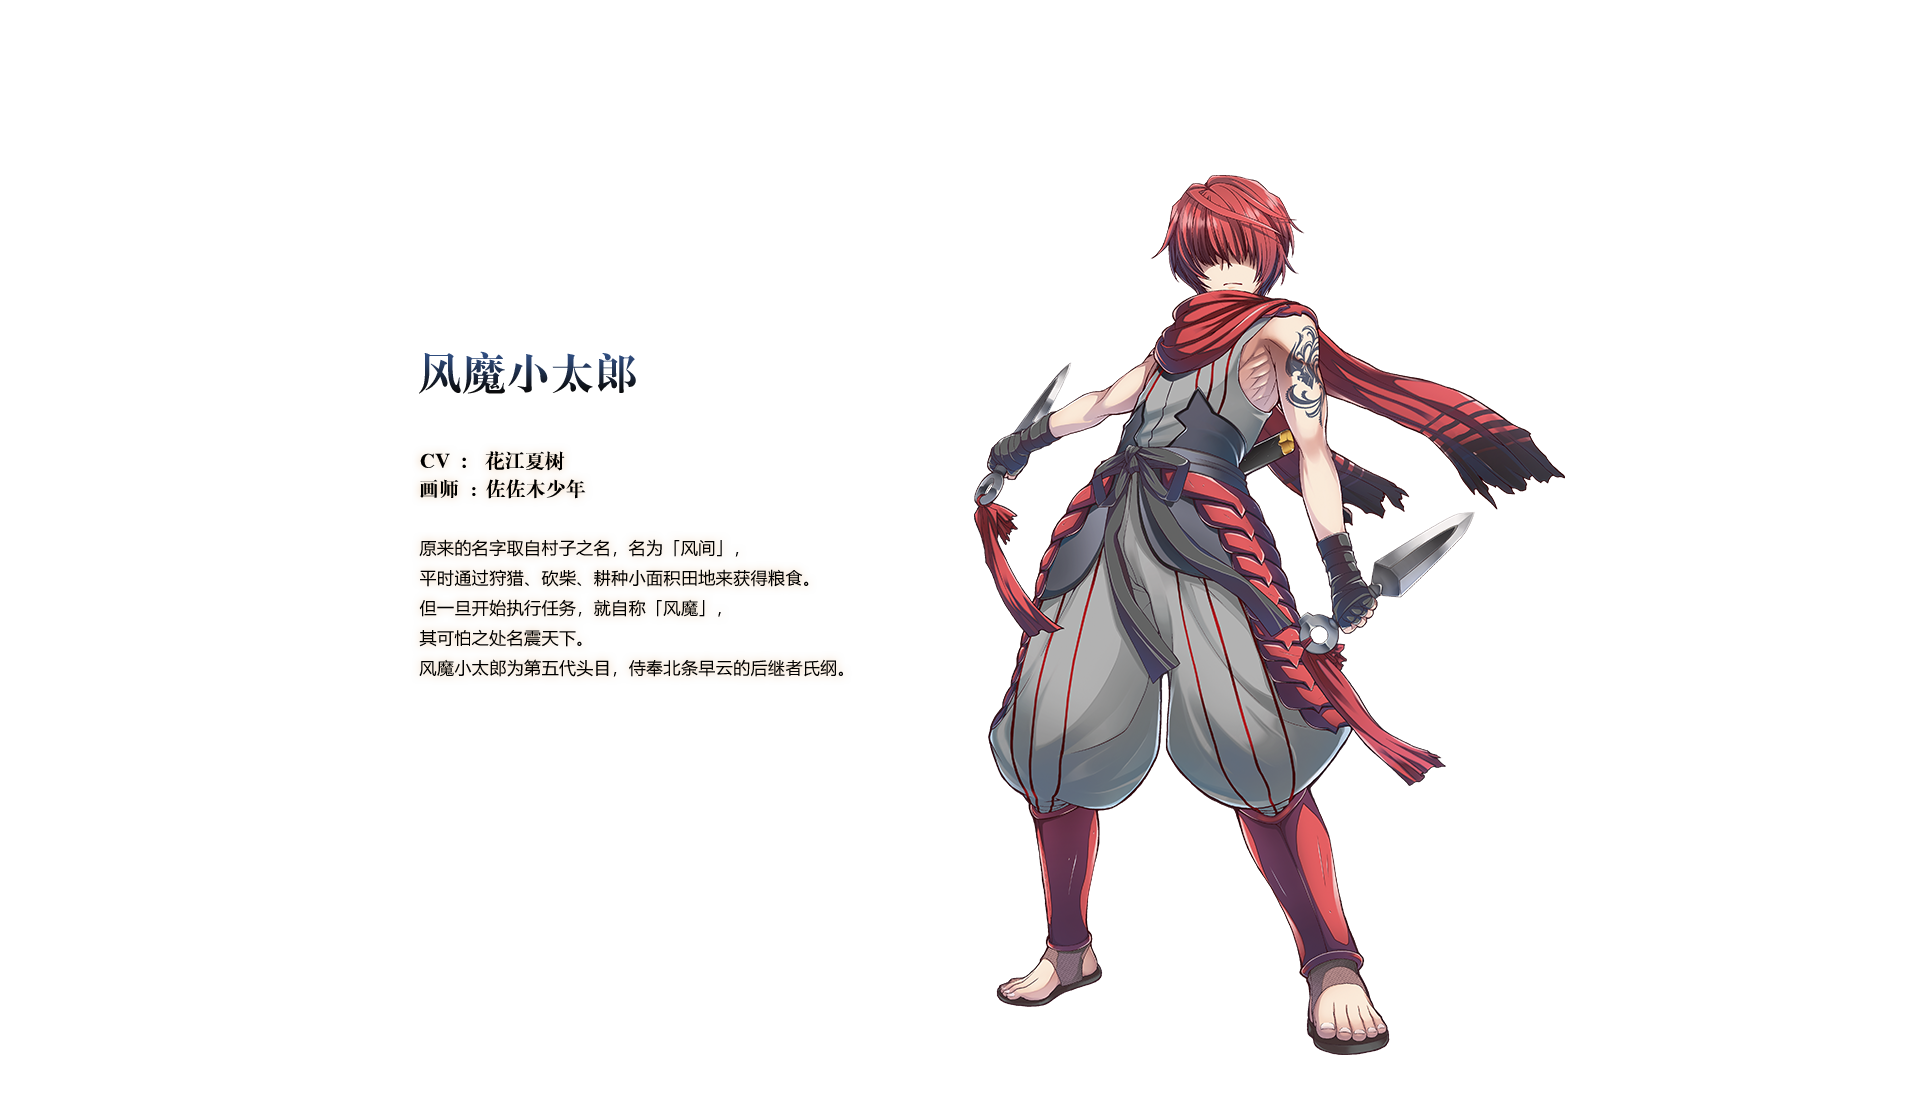 风魔小太郎
CV ： 花江夏树
画师 ：佐佐木少年
原来的名字取自村子之名，名为「风间」，
平时通过狩猎、砍柴、耕种小面积田地来获得粮食。
但一旦开始执行任务，就自称「风魔」，
其可怕之处名震天下。
风魔小太郎为第五代头目，侍奉北条早云的后继者氏纲。